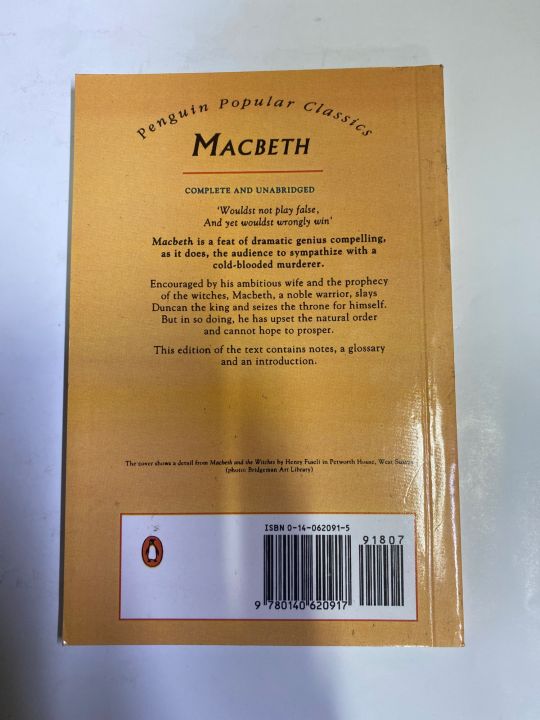 Penguin Popular Classics
MACBETH
COMPLETE AND UNABRIDGED
'Wouldst not play false,
And yet wouldst wrongly win'
Macbeth is a feat of dramatic genius compelling,
as it does, the audience to sympathize with a
cold-blooded murderer.
Encouraged by his ambitious wife and the prophecy
of the witches, Macbeth, a noble warrior, slays
Duncan the king and seizes the throne for himself.
But in so doing, he has upset the natural order
and cannot hope to prosper.
This edition of the text contains notes, a glossary
and an introduction.
The cover shows a detail from Macbeth and the Witches by Henry Fuseli in Petworth House, West Sussex
(photo: Bridgeman Art Library)
ISBN 0-14-062091-5
91807
9 780140 620917